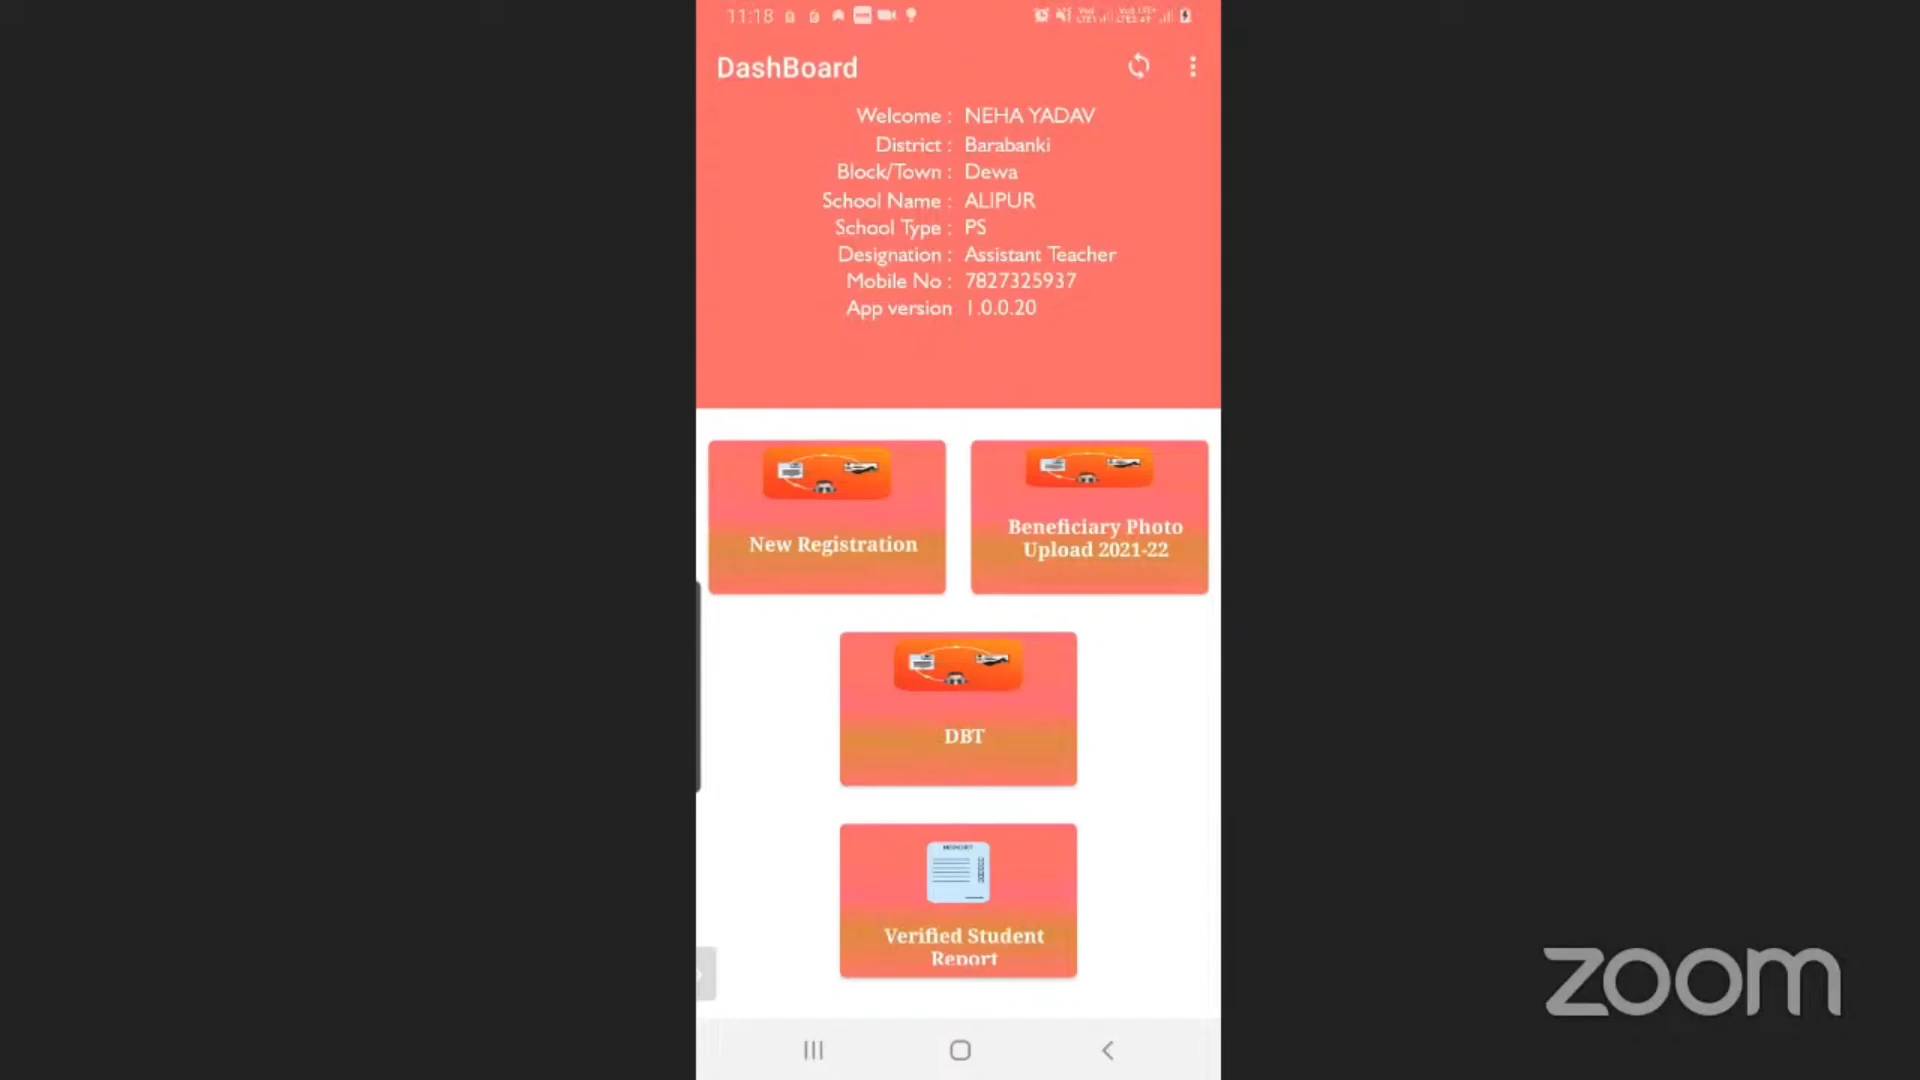 11:18
DashBoard
Welcome : NEHA YADAV
District : Barabanki
Block/Town : Dewa
School Name : ALIPUR
School Type : PS
Designation : Assistant Teacher
Mobile No : 7827325937
App version 1.0.0.20
New Registration
Beneficiary Photo
Upload 2021-22
DBT
Verified Student
Report
zoom